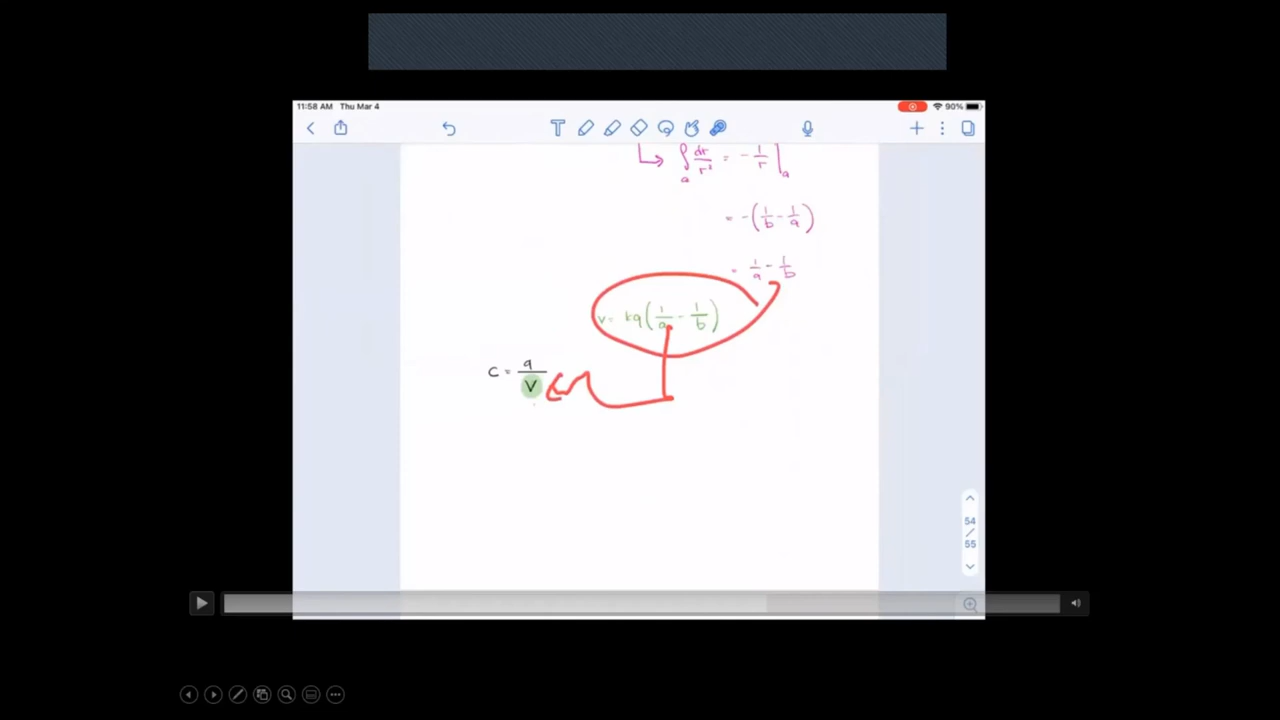 11:58 AM Thu Mar 4
90%
∫ₐ dr/r² = - 1/r |ₐ
= -(1/b - 1/a)
= 1/a - 1/b
V = kq(1/a - 1/b)
C = q/V
54
/
55